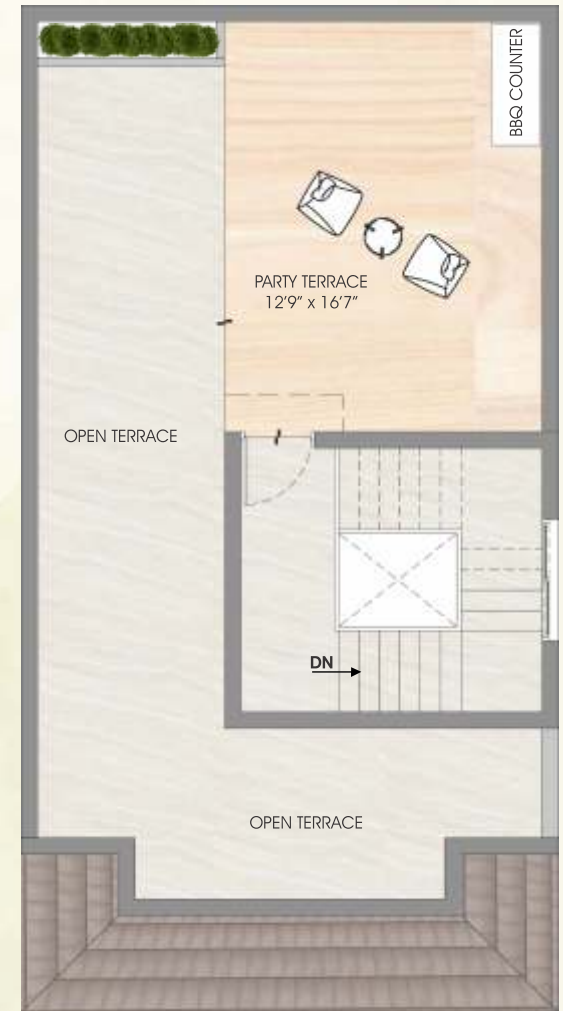 BBQ COUNTER
PARTY TERRACE
12'9" x 16'7"
OPEN TERRACE
DN
OPEN TERRACE